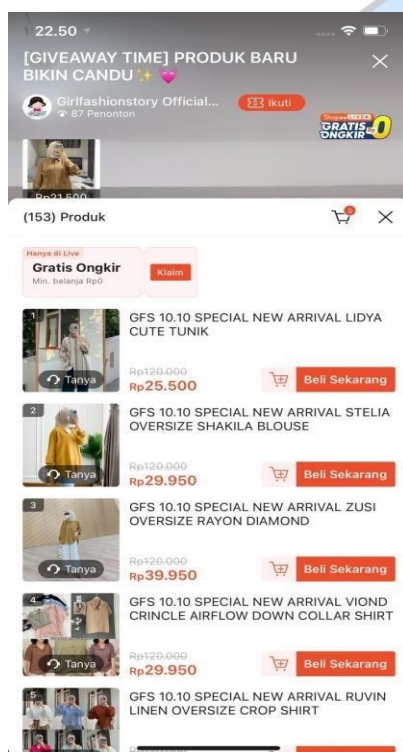 22.50
[GIVEAWAY TIME] PRODUK BARU
BIKIN CANDU
Girlfashionstory Official...
87 Penonton
Ikuti
Shopee LIVE
GRATIS
ONGKIR
0
Rp21.500
(153) Produk
Hanya di Live
Gratis Ongkir
Min. belanja Rp0
Klaim
1
GFS 10.10 SPECIAL NEW ARRIVAL LIDYA
CUTE TUNIK
Tanya
Rp120.000
Rp25.500
Beli Sekarang
2
GFS 10.10 SPECIAL NEW ARRIVAL STELIA
OVERSIZE SHAKILA BLOUSE
Tanya
Rp120.000
Rp29.950
Beli Sekarang
3
GFS 10.10 SPECIAL NEW ARRIVAL ZUSI
OVERSIZE RAYON DIAMOND
Tanya
Rp120.000
Rp39.950
Beli Sekarang
4
GFS 10.10 SPECIAL NEW ARRIVAL VIOND
CRINCLE AIRFLOW DOWN COLLAR SHIRT
Tanya
Rp120.000
Rp29.950
Beli Sekarang
5
GFS 10.10 SPECIAL NEW ARRIVAL RUVIN
LINEN OVERSIZE CROP SHIRT